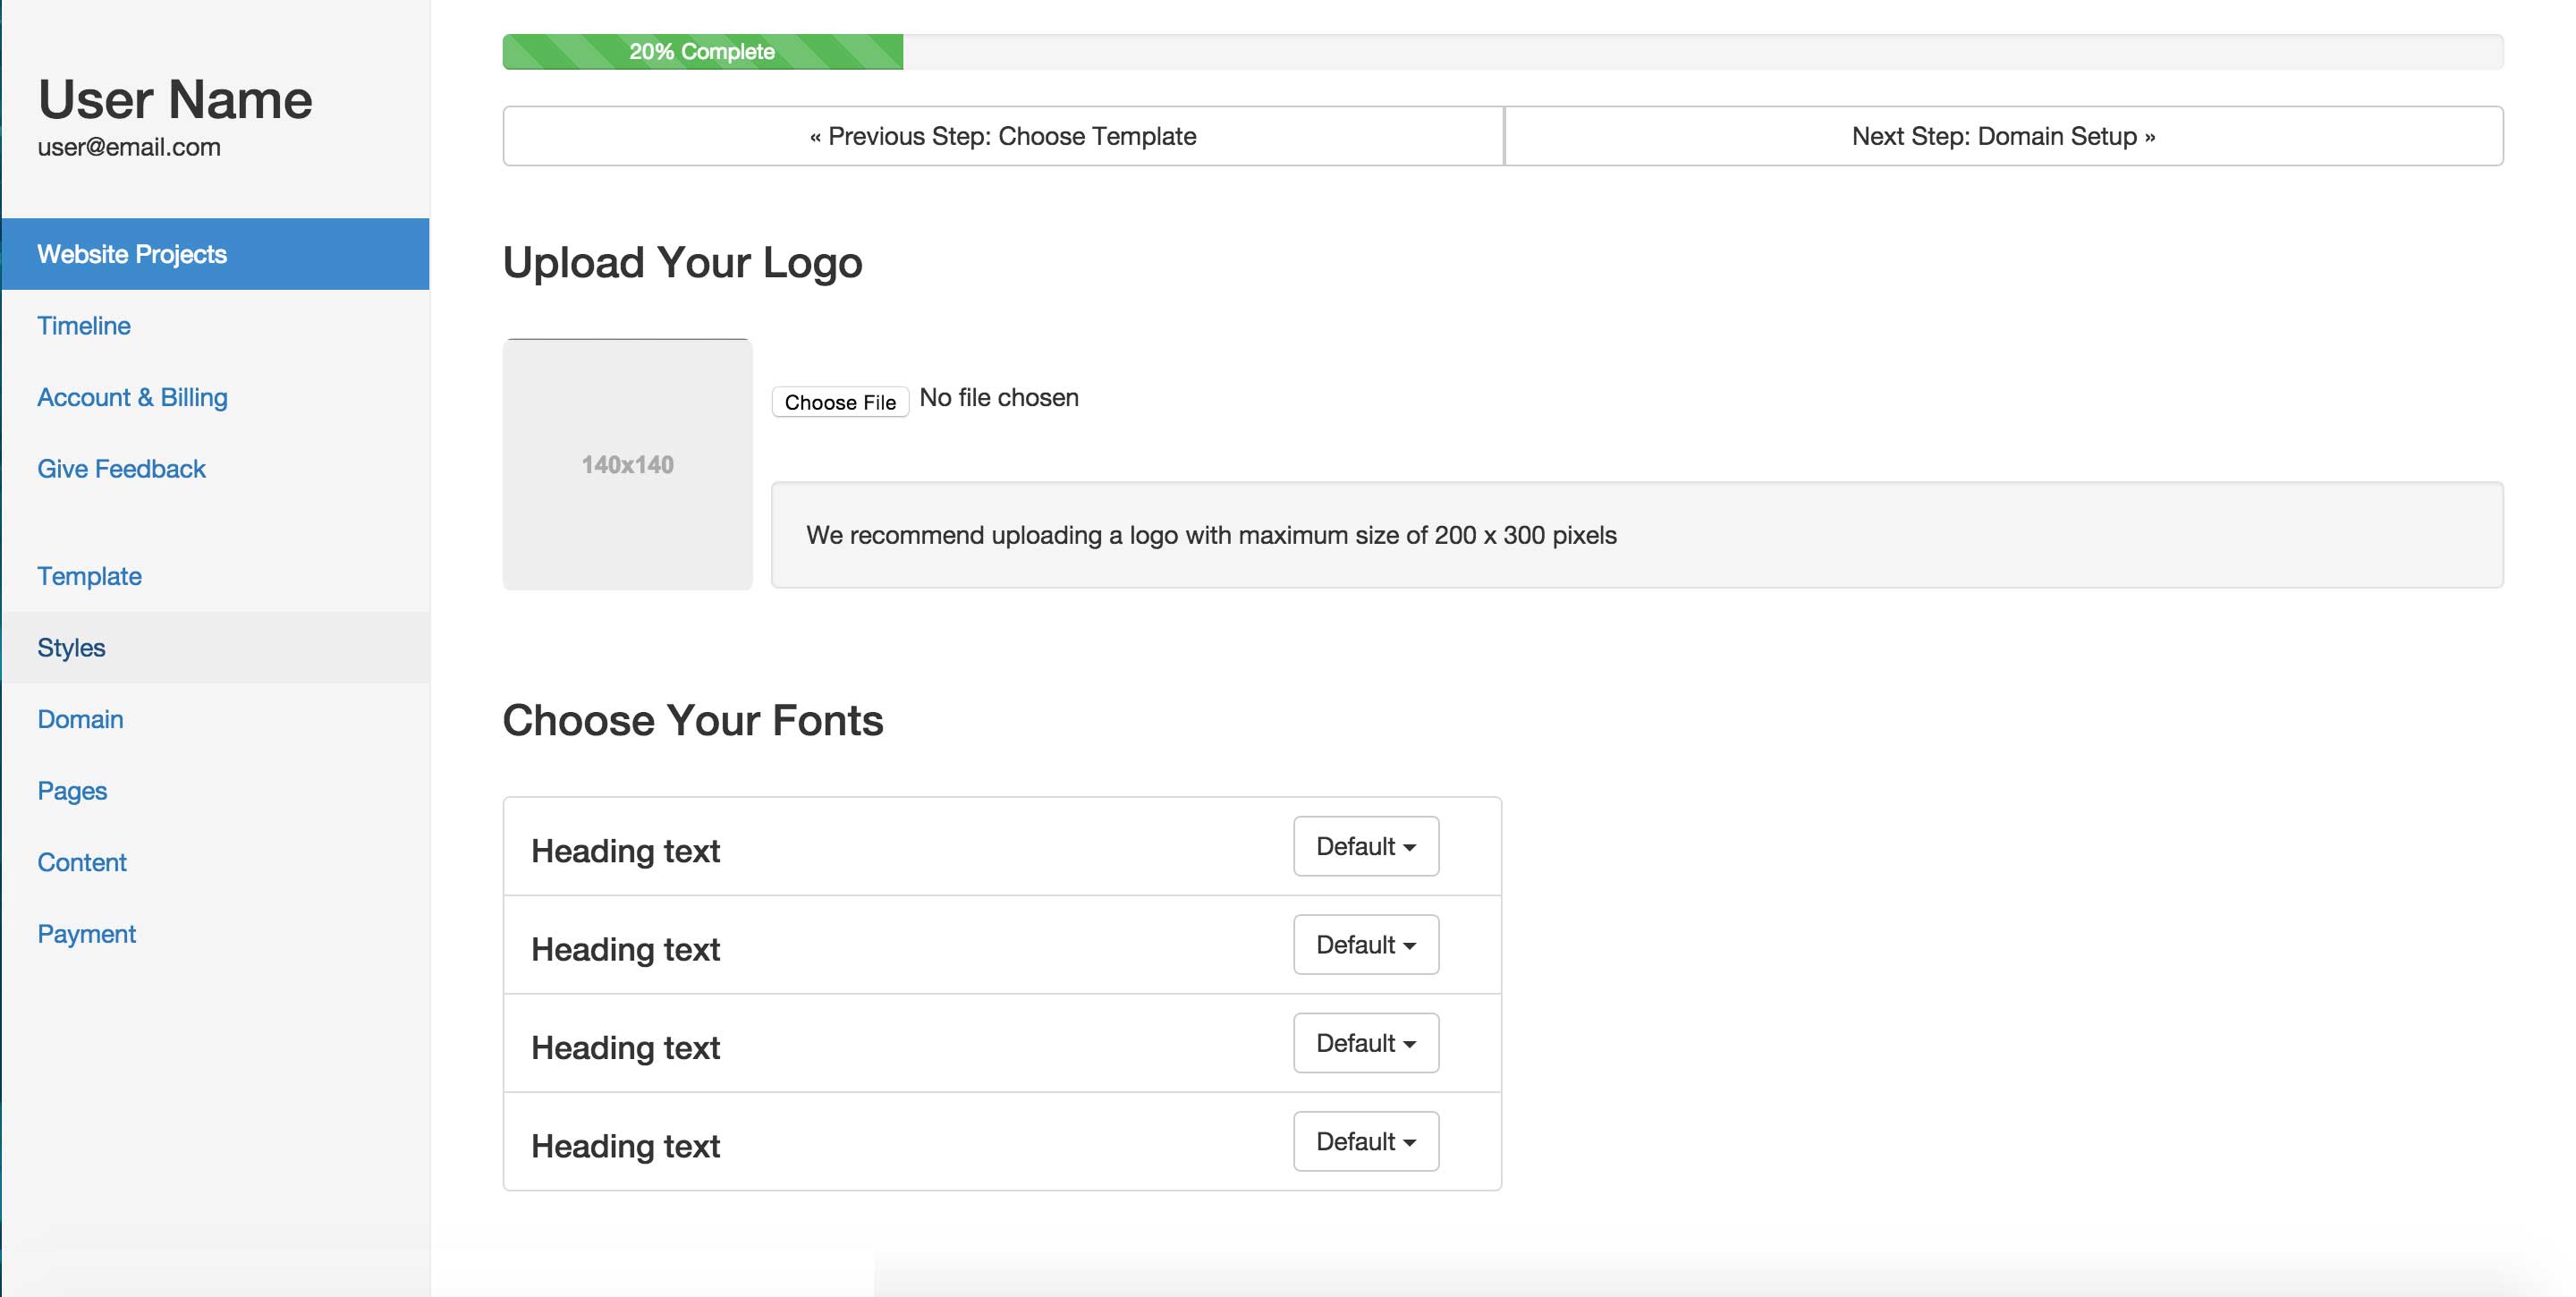 User Name
user@email.com
Website Projects
Timeline
Account & Billing
Give Feedback
Template
Styles
Domain
Pages
Content
Payment
20% Complete
« Previous Step: Choose Template
Next Step: Domain Setup »
Upload Your Logo
140x140
Choose File No file chosen
We recommend uploading a logo with maximum size of 200 x 300 pixels
Choose Your Fonts
Heading text Default
Heading text Default
Heading text Default
Heading text Default